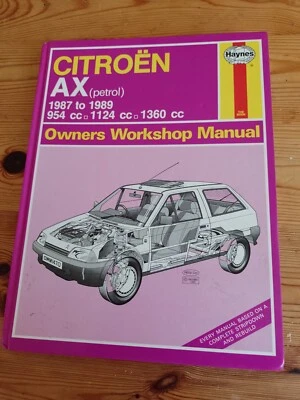 Haynes
CITROËN
AX (petrol)
1987 to 1989
954 cc □ 1124 cc □ 1360 cc
Owners Workshop Manual
EVERY MANUAL BASED ON A
COMPLETE STRIPDOWN
AND REBUILD